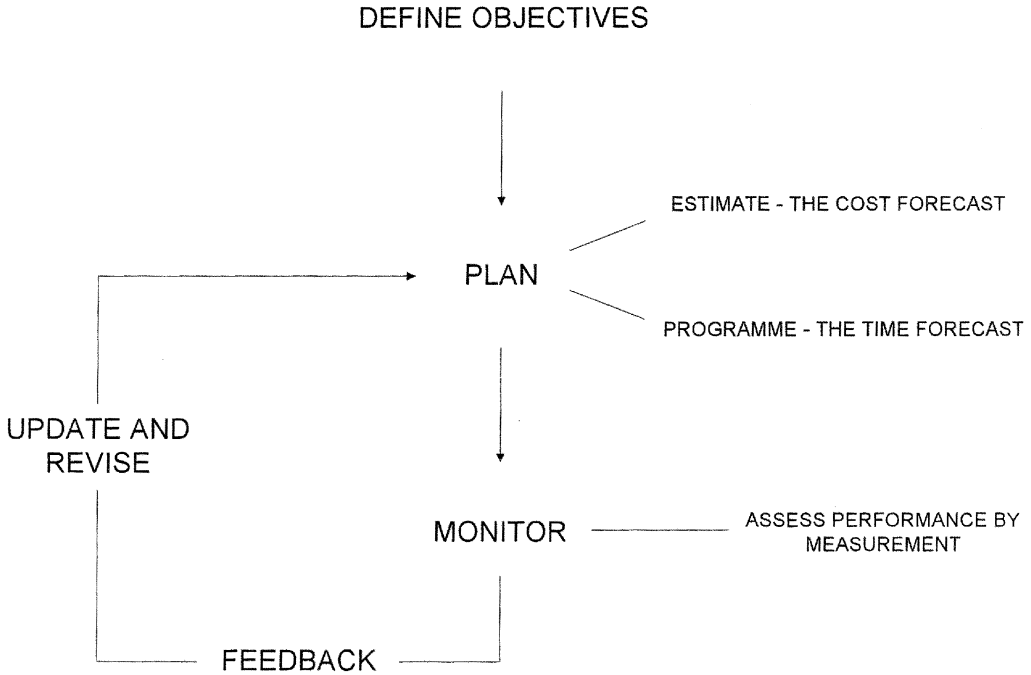 DEFINE OBJECTIVES
ESTIMATE - THE COST FORECAST
PLAN
PROGRAMME - THE TIME FORECAST
UPDATE AND
REVISE
MONITOR
ASSESS PERFORMANCE BY
MEASUREMENT
FEEDBACK